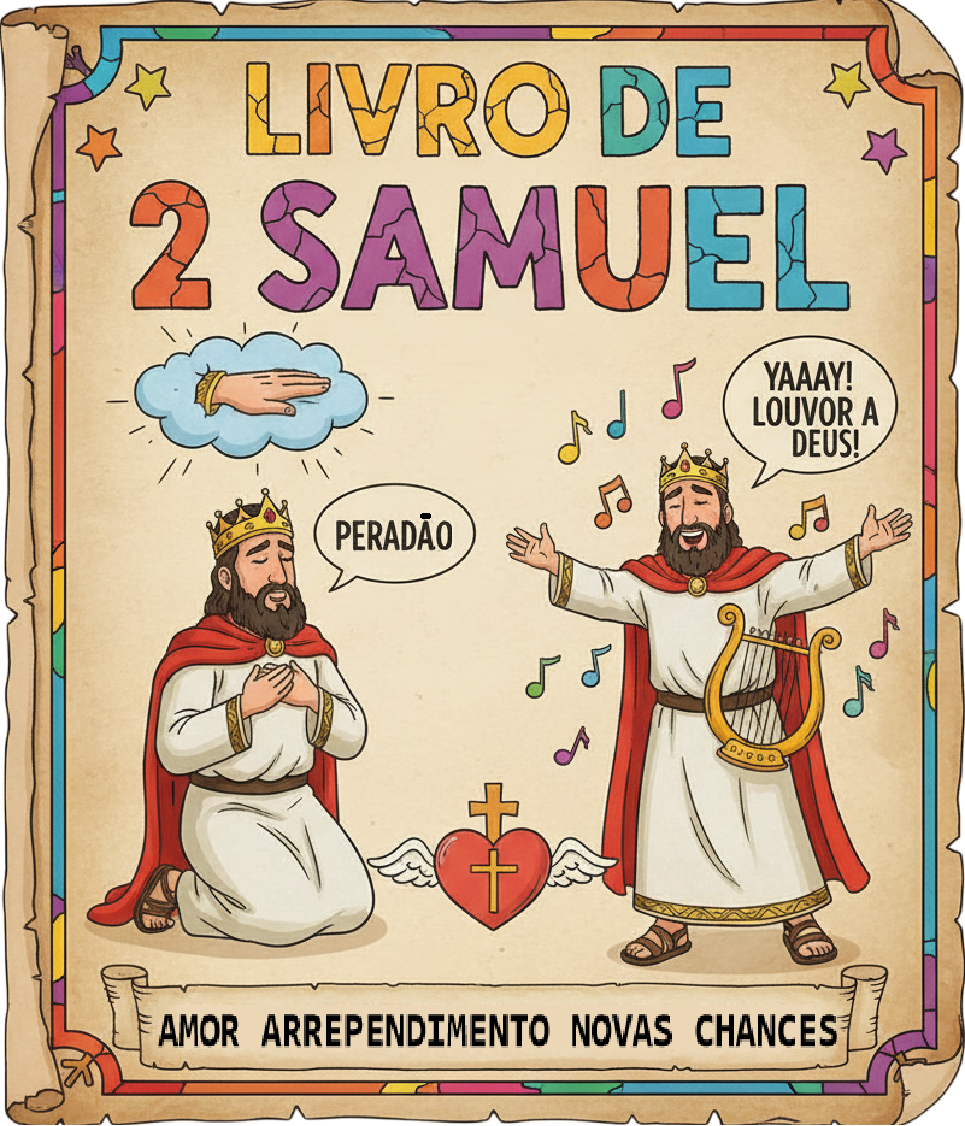 LIVRO DE
2 SAMUEL
YAAAY!
LOUVOR A
DEUS!
PERADÃO
AMOR ARREPENDIMENTO NOVAS CHANCES